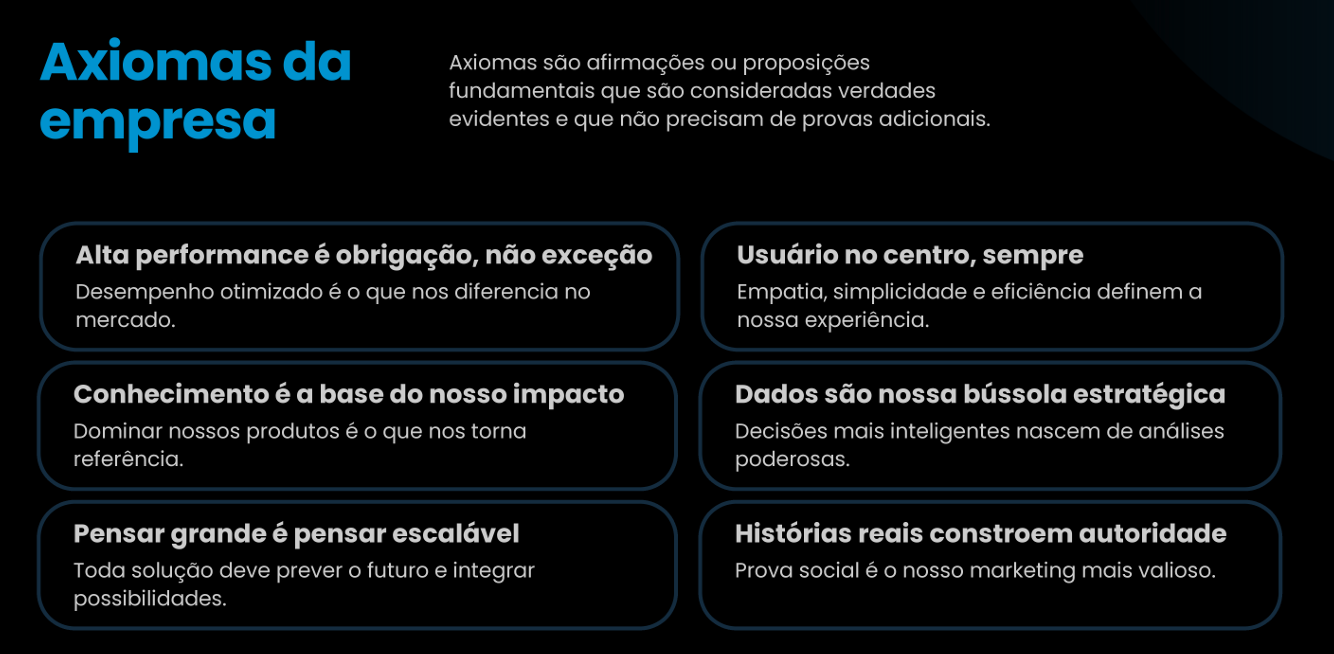 Axiomas da
empresa
Axiomas são afirmações ou proposições
fundamentais que são consideradas verdades
evidentes e que não precisam de provas adicionais.
Alta performance é obrigação, não exceção
Desempenho otimizado é o que nos diferencia no
mercado.
Usuário no centro, sempre
Empatia, simplicidade e eficiência definem a
nossa experiência.
Conhecimento é a base do nosso impacto
Dominar nossos produtos é o que nos torna
referência.
Dados são nossa bússola estratégica
Decisões mais inteligentes nascem de análises
poderosas.
Pensar grande é pensar escalável
Toda solução deve prever o futuro e integrar
possibilidades.
Histórias reais constroem autoridade
Prova social é o nosso marketing mais valioso.